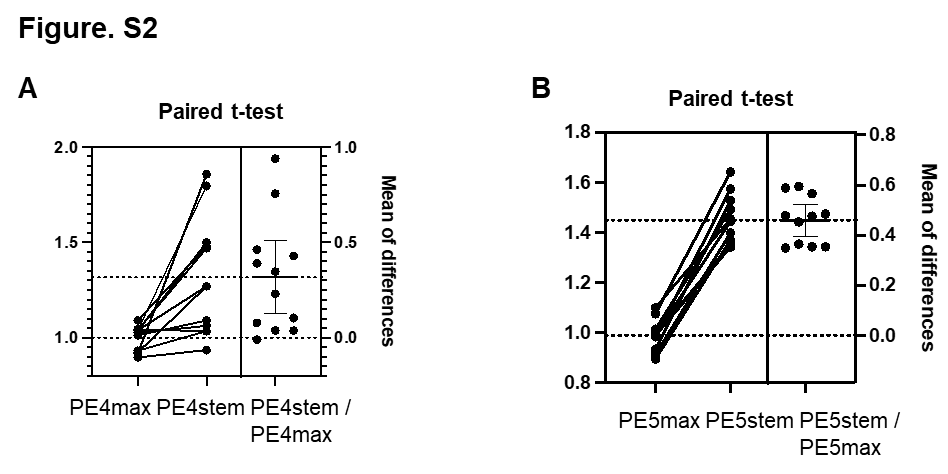 Figure. S2
A
Paired t-test
2.0
1.5
1.0
1.0
0.5
0.0
Mean of differences
PE4max PE4stem PE4stem /
PE4max
B
Paired t-test
1.8
1.6
1.4
1.2
1.0
0.8
0.8
0.6
0.4
0.2
0.0
Mean of differences
PE5max PE5stem PE5stem /
PE5max